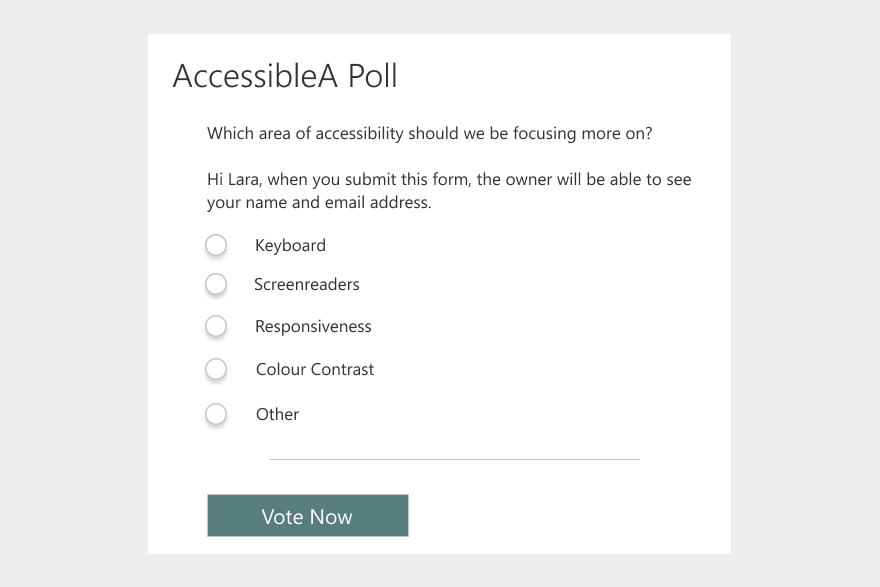 AccessibleA Poll
Which area of accessibility should we be focusing more on?
Hi Lara, when you submit this form, the owner will be able to see
your name and email address.
Keyboard
Screenreaders
Responsiveness
Colour Contrast
Other
Vote Now